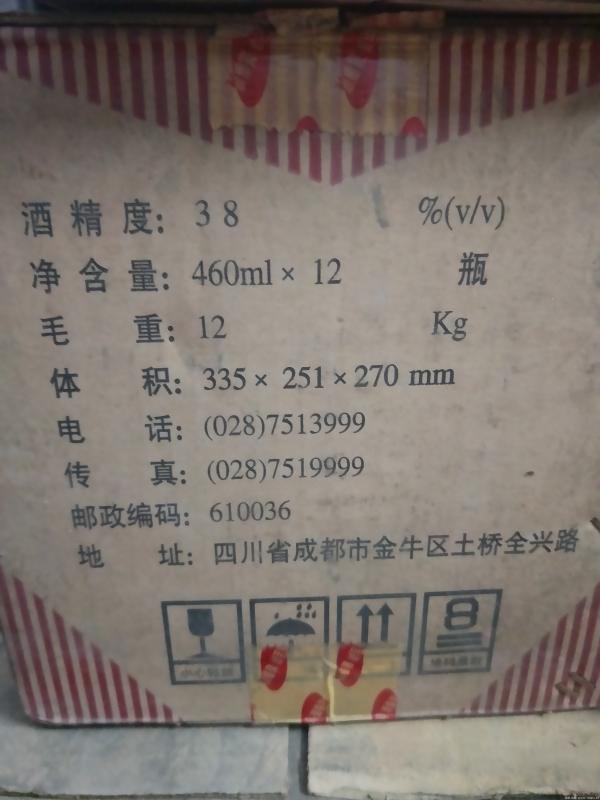 酒精度: 38 %(v/v)
净含量: 460ml × 12 瓶
毛重: 12 Kg
体积: 335 × 251 × 270 mm
电话: (028)7513999
传真: (028)7519999
邮政编码: 610036
地址: 四川省成都市金牛区土桥全兴路
8